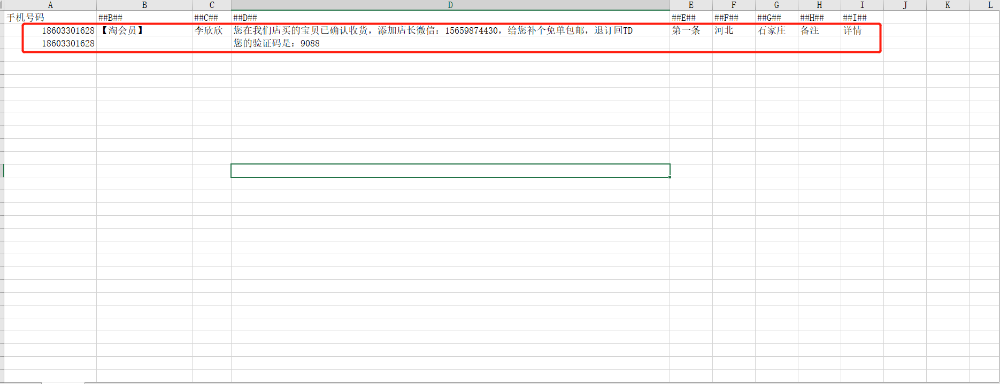 A B C D E F G H I J K L
手机号码 ##B## ##C## ##D## ##E## ##F## ##G## ##H## ##I##
18603301628 【淘会员】 李欣欣 您在我们店买的宝贝已确认收货，添加店长微信：15659874430，给您补个免单包邮，退订回TD 第一条 河北 石家庄 备注 详情
18603301628 您的验证码是：9088